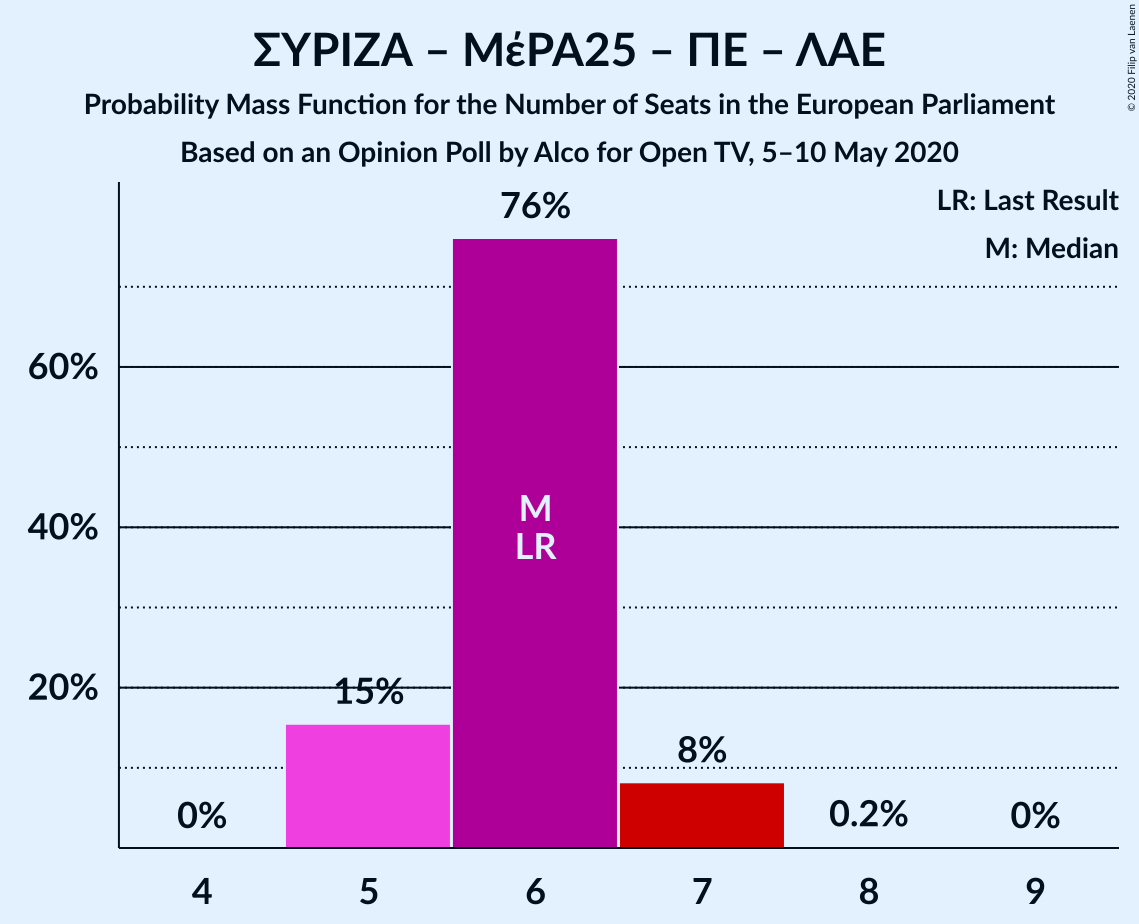 ΣΥΡΙΖΑ – ΜέΡΑ25 – ΠΕ – ΛΑΕ
Probability Mass Function for the Number of Seats in the European Parliament
Based on an Opinion Poll by Alco for Open TV, 5–10 May 2020
© 2020 Filip van Laenen
LR: Last Result
M: Median
76%
60%
40%
20%
M
LR
15%
8%
0%
0.2%
0%
4 5 6 7 8 9